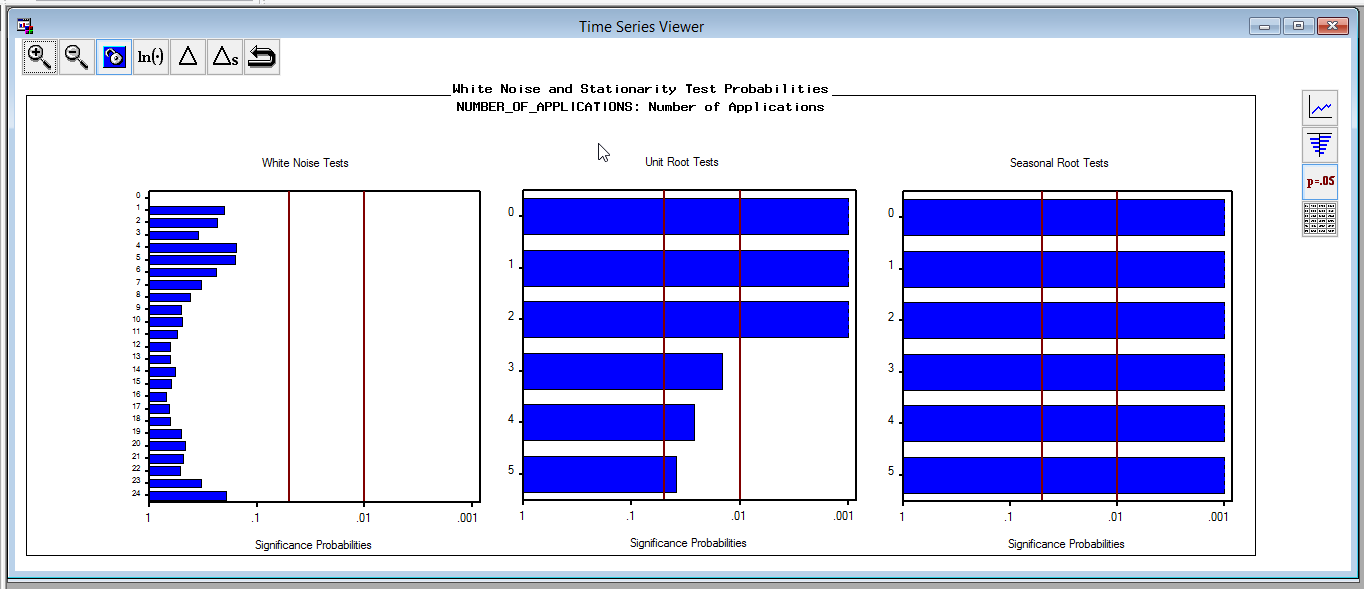 Time Series Viewer
ln(·) Δ Δs
White Noise and Stationarity Test Probabilities
NUMBER_OF_APPLICATIONS: Number of Applications
p=.05
White Noise Tests
0
1
2
3
4
5
6
7
8
9
10
11
12
13
14
15
16
17
18
19
20
21
22
23
24
1 .1 .01 .001
Significance Probabilities
Unit Root Tests
0
1
2
3
4
5
1 .1 .01 .001
Significance Probabilities
Seasonal Root Tests
0
1
2
3
4
5
1 .1 .01 .001
Significance Probabilities